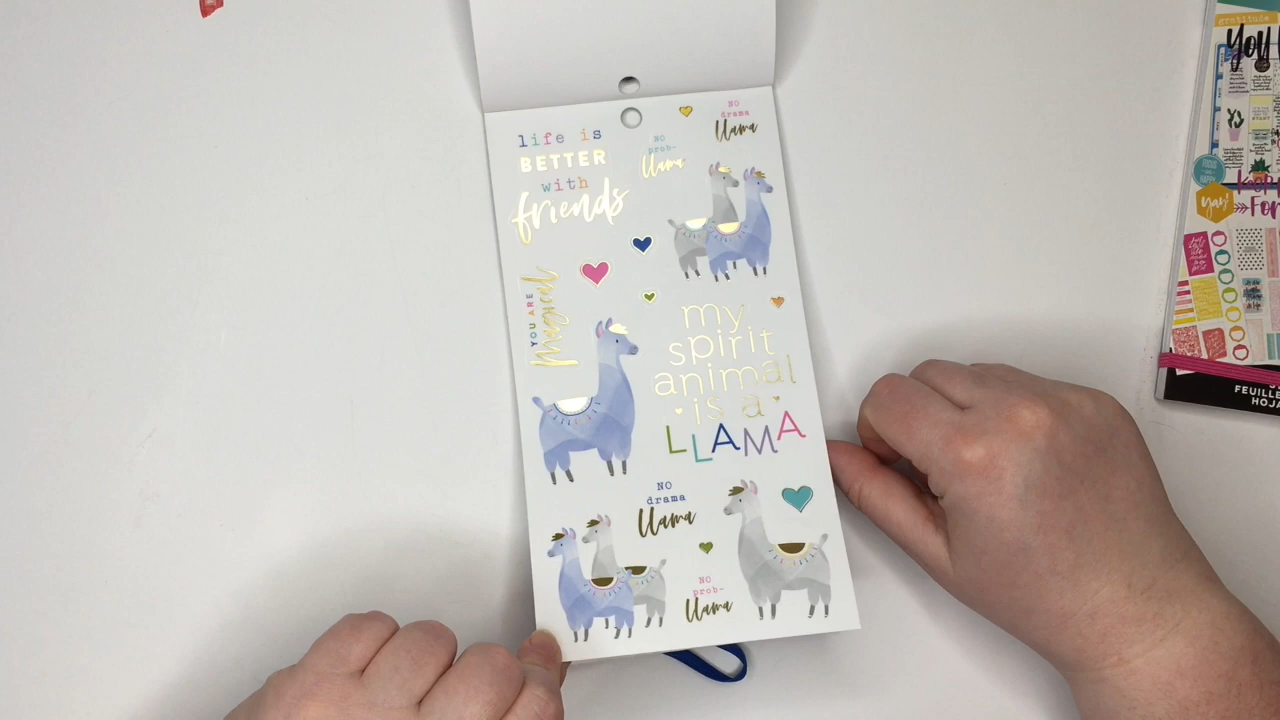 life is
BETTER
with
friends
NO
prob-
llama
NO
drama
llama
YOU ARE
magical
my
spirit
animal
is a
LLAMA
NO
drama
llama
NO
prob-
llama
gratitude
FOCUS
yay!
FEUILLE
HOJA